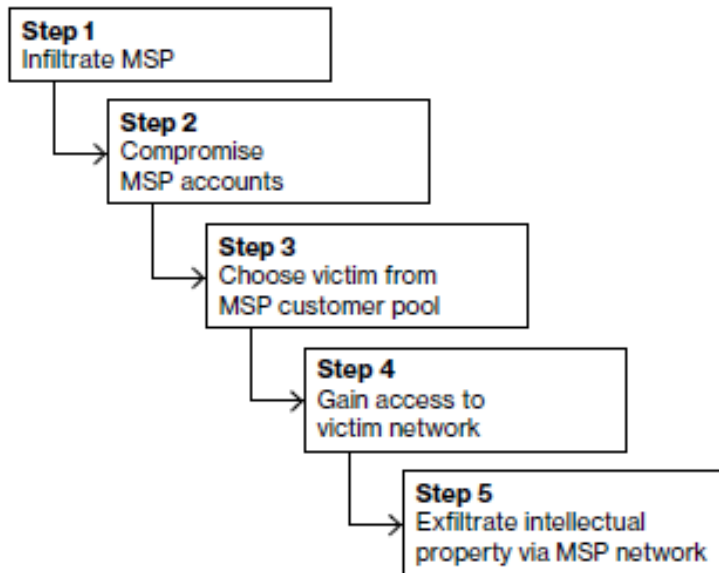 Step 1
Infiltrate MSP
Step 2
Compromise
MSP accounts
Step 3
Choose victim from
MSP customer pool
Step 4
Gain access to
victim network
Step 5
Exfiltrate intellectual
property via MSP network